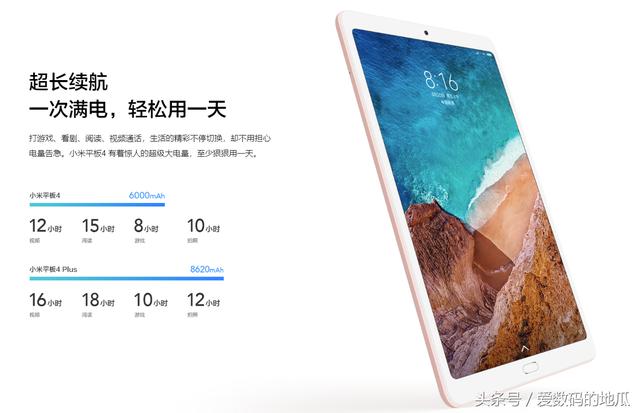 超长续航
一次满电，轻松用一天
打游戏、看剧、阅读、视频通话，生活的精彩不停切换，却不用担心
电量告急。小米平板4 有着惊人的超级大电量，至少狠狠用一天。
小米平板4 6000mAh
12小时 15小时 8小时 10小时
视频 阅读 游戏 拍照
小米平板4 Plus 8620mAh
16小时 18小时 10小时 12小时
视频 阅读 游戏 拍照
8:16
头条号 / 爱数码的地瓜